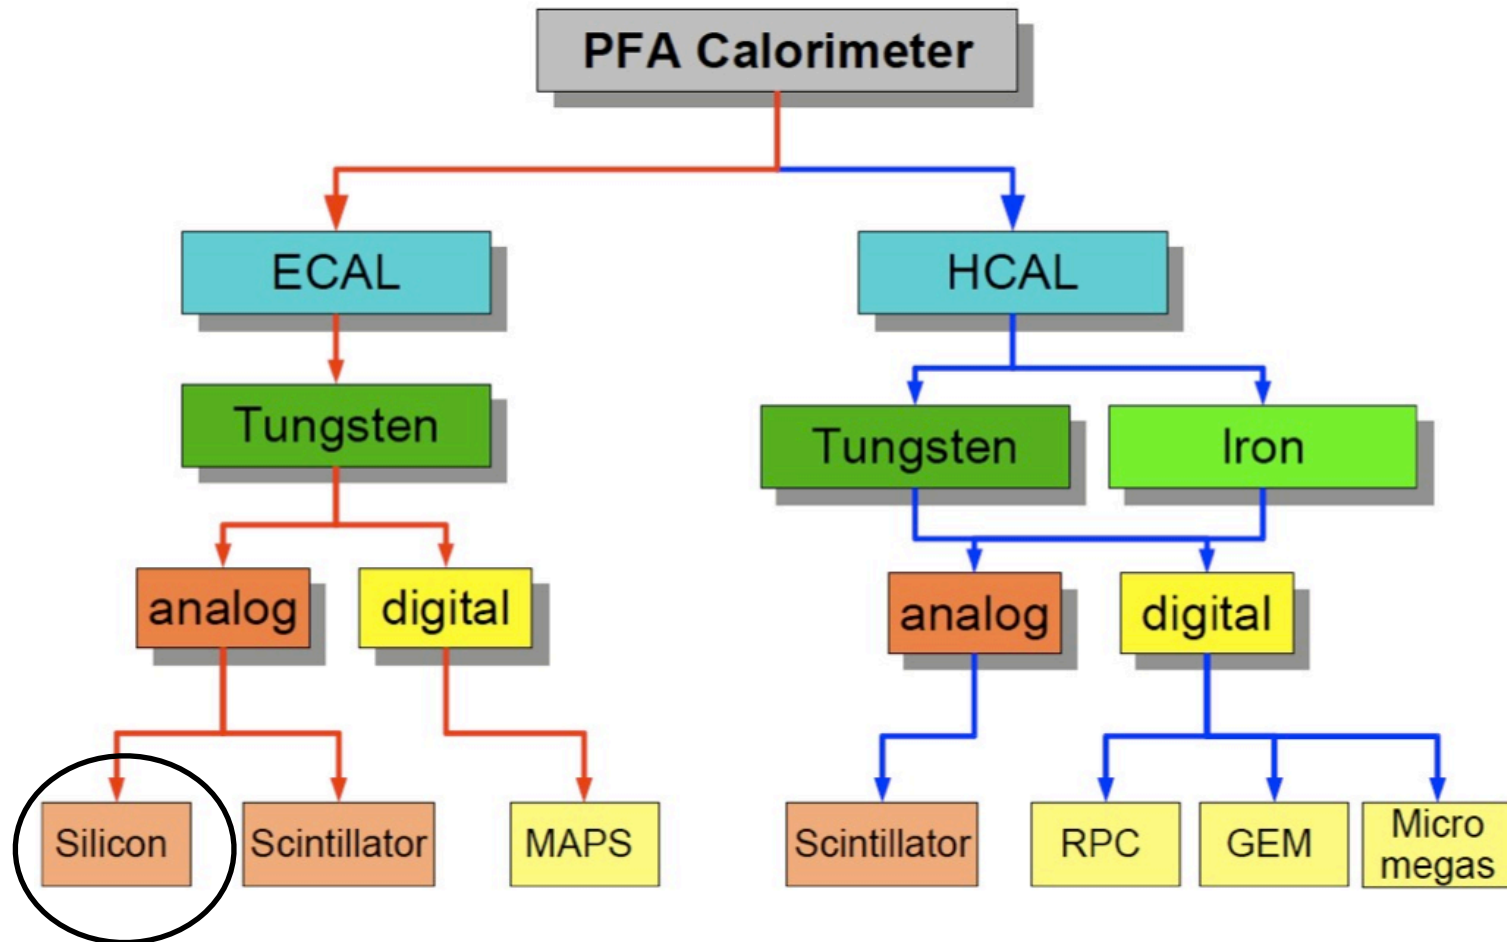 PFA Calorimeter
ECAL
HCAL
Tungsten
Tungsten
Iron
analog
digital
analog
digital
Silicon
Scintillator
MAPS
Scintillator
RPC
GEM
Micro
megas